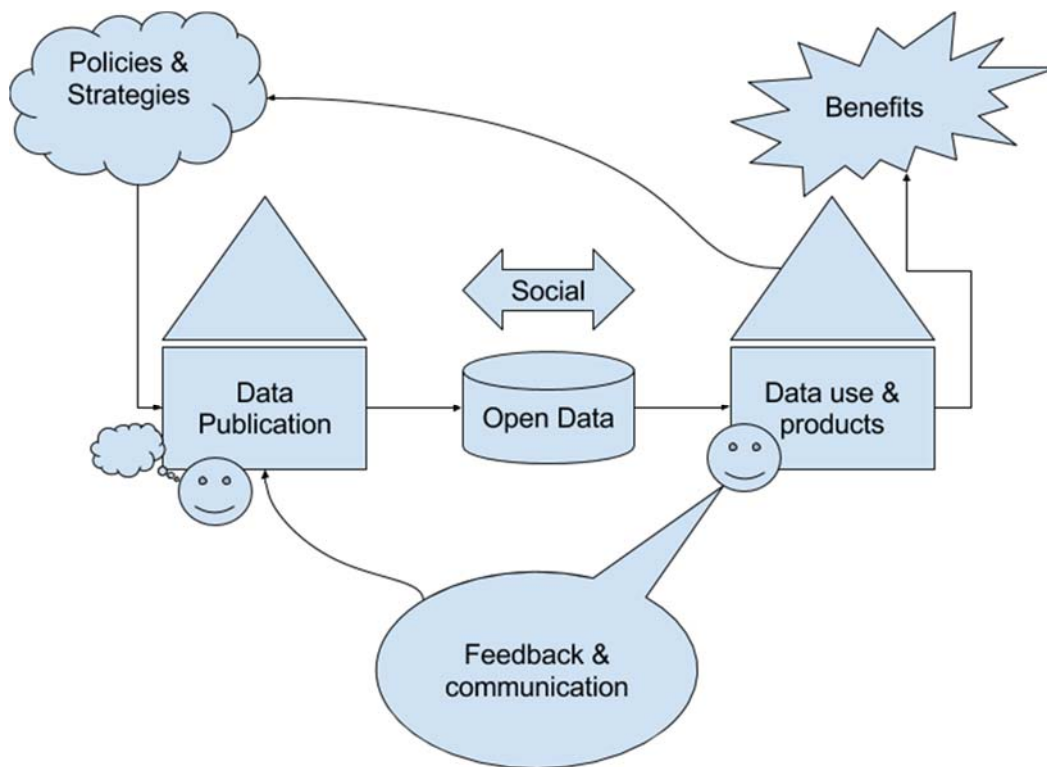 Policies &
Strategies
Benefits
Social
Data
Publication
Open Data
Data use &
products
Feedback &
communication